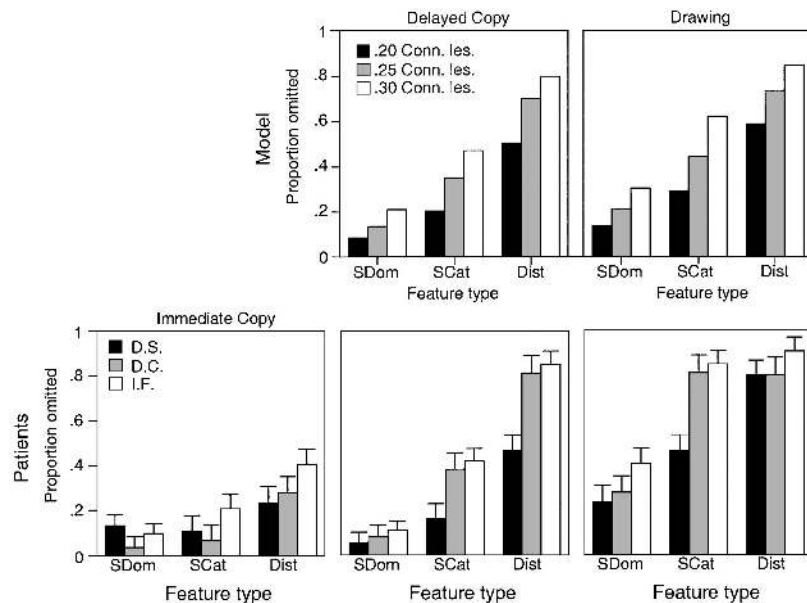 Delayed Copy
Drawing
Model
Proportion omitted
1
.8
.6
.4
.2
0
.20 Conn. les.
.25 Conn. les.
.30 Conn. les.
SDom SCat Dist
Feature type
SDom SCat Dist
Feature type
Immediate Copy
Patients
Proportion omitted
1
.8
.6
.4
.2
0
D.S.
D.C.
I.F.
SDom SCat Dist
Feature type
SDom SCat Dist
Feature type
SDom SCat Dist
Feature type